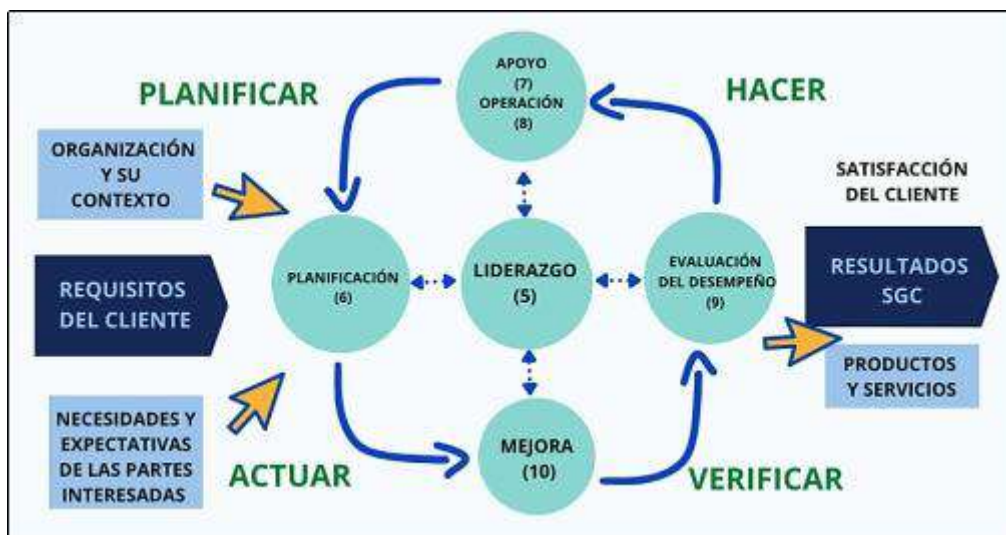 PLANIFICAR
HACER
APOYO
(7)
OPERACIÓN
(8)
ORGANIZACIÓN
Y SU
CONTEXTO
SATISFACCIÓN
DEL CLIENTE
REQUISITOS
DEL CLIENTE
PLANIFICACIÓN
(6)
LIDERAZGO
(5)
EVALUACIÓN
DEL DESEMPEÑO
(9)
RESULTADOS
SGC
PRODUCTOS
Y SERVICIOS
NECESIDADES Y
EXPECTATIVAS
DE LAS PARTES
INTERESADAS
ACTUAR
MEJORA
(10)
VERIFICAR